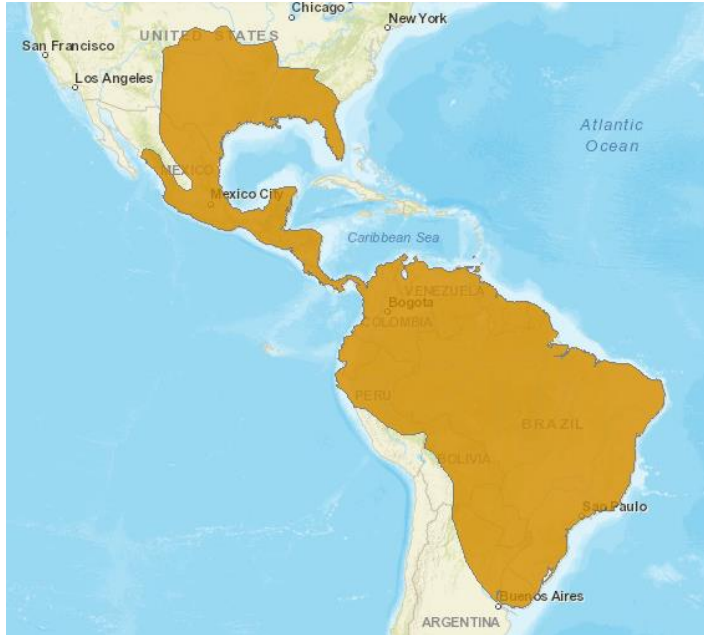 Chicago
New York
San Francisco
UNITED STATES
Los Angeles
Atlantic
Ocean
MEXICO
Mexico City
Caribbean Sea
VENEZUELA
Bogota
COLOMBIA
PERU
BRAZIL
BOLIVIA
Sao Paulo
Buenos Aires
ARGENTINA